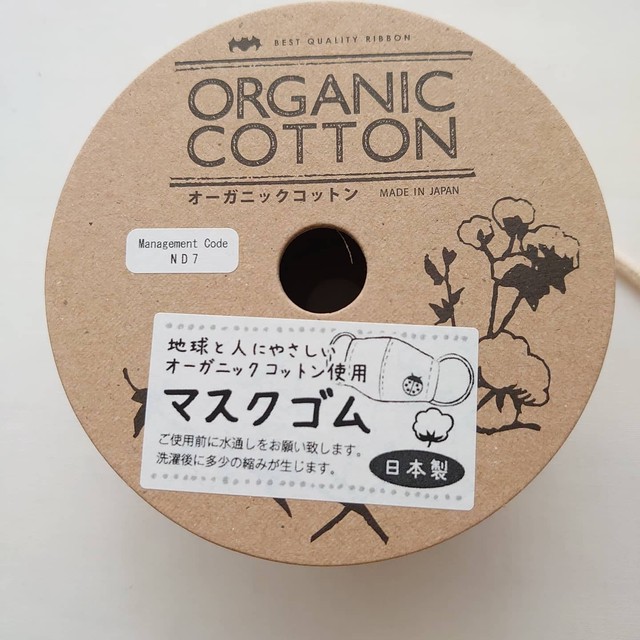 BEST QUALITY RIBBON
ORGANIC
COTTON
オーガニックコットン MADE IN JAPAN
Management Code
ND7
地球と人にやさしい
オーガニックコットン使用
マスクゴム
ご使用前に水通しをお願い致します。
洗濯後に多少の縮みが生じます。
日本製